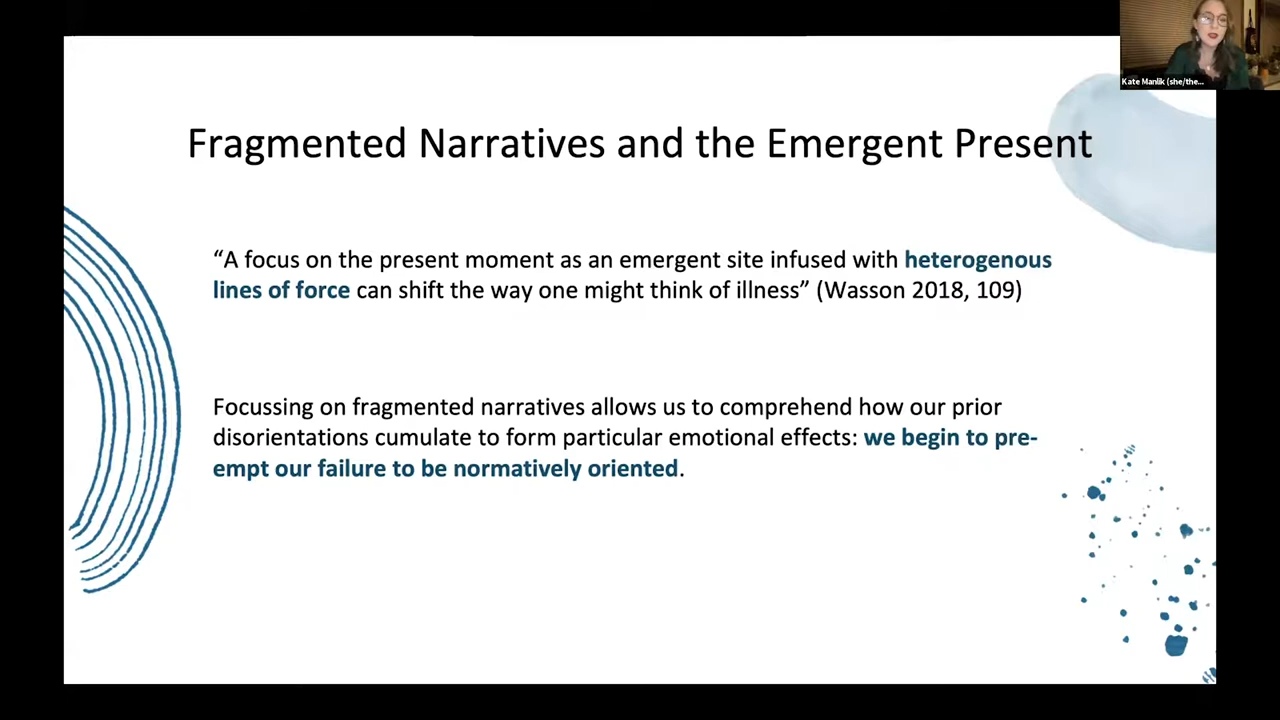 Kate Manlik (she/the...
Fragmented Narratives and the Emergent Present
“A focus on the present moment as an emergent site infused with heterogenous
lines of force can shift the way one might think of illness” (Wasson 2018, 109)
Focussing on fragmented narratives allows us to comprehend how our prior
disorientations cumulate to form particular emotional effects: we begin to pre-
empt our failure to be normatively oriented.